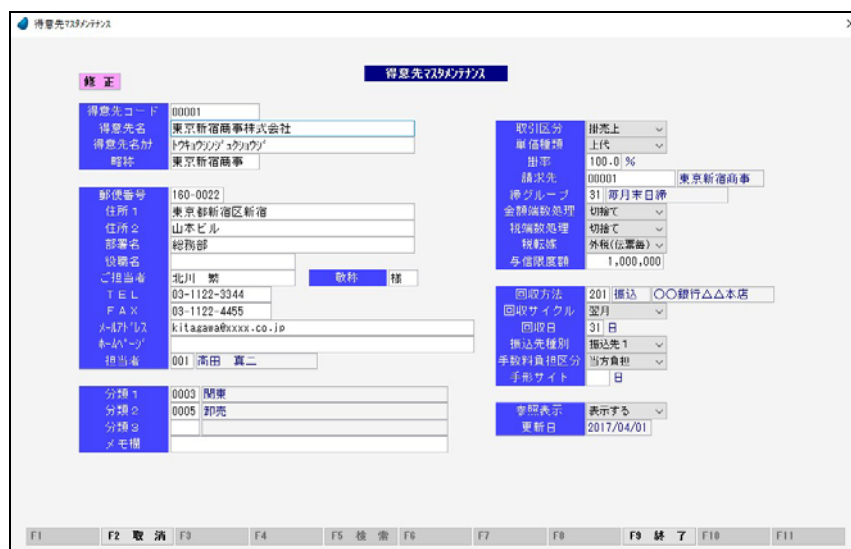 得意先マスタメンテナンス
得意先マスタメンテナンス
修 正
得意先コード 00001
得意先名 東京新宿商事株式会社
得意先名カナ トウキョウシンジュクショウジ
略称 東京新宿商事
郵便番号 160-0022
住所1 東京都新宿区新宿
住所2 山本ビル
部署名 総務部
役職名
ご担当者 北川 繁 敬称 様
TEL 03-1122-3344
FAX 03-1122-4455
メールアドレス kitagawa@xxxx.co.jp
ホームページ
担当者 001 高田 真二
分類1 0003 関東
分類2 0005 卸売
分類3
メモ欄
取引区分 掛売上
単価種類 上代
掛率 100.0 %
請求先 00001 東京新宿商事
締グループ 31 毎月末日締
金額端数処理 切捨て
税端数処理 切捨て
税転嫁 外税(伝票毎)
与信限度額 1,000,000
回収方法 201 振込 〇〇銀行△△本店
回収サイクル 翌月
回収日 31 日
振込先種別 振込先1
手数料負担区分 当方負担
手形サイト 日
参照表示 表示する
更新日 2017/04/01
F1 F2 取 消 F3 F4 F5 検 索 F6 F7 F8 F9 終 了 F10 F11